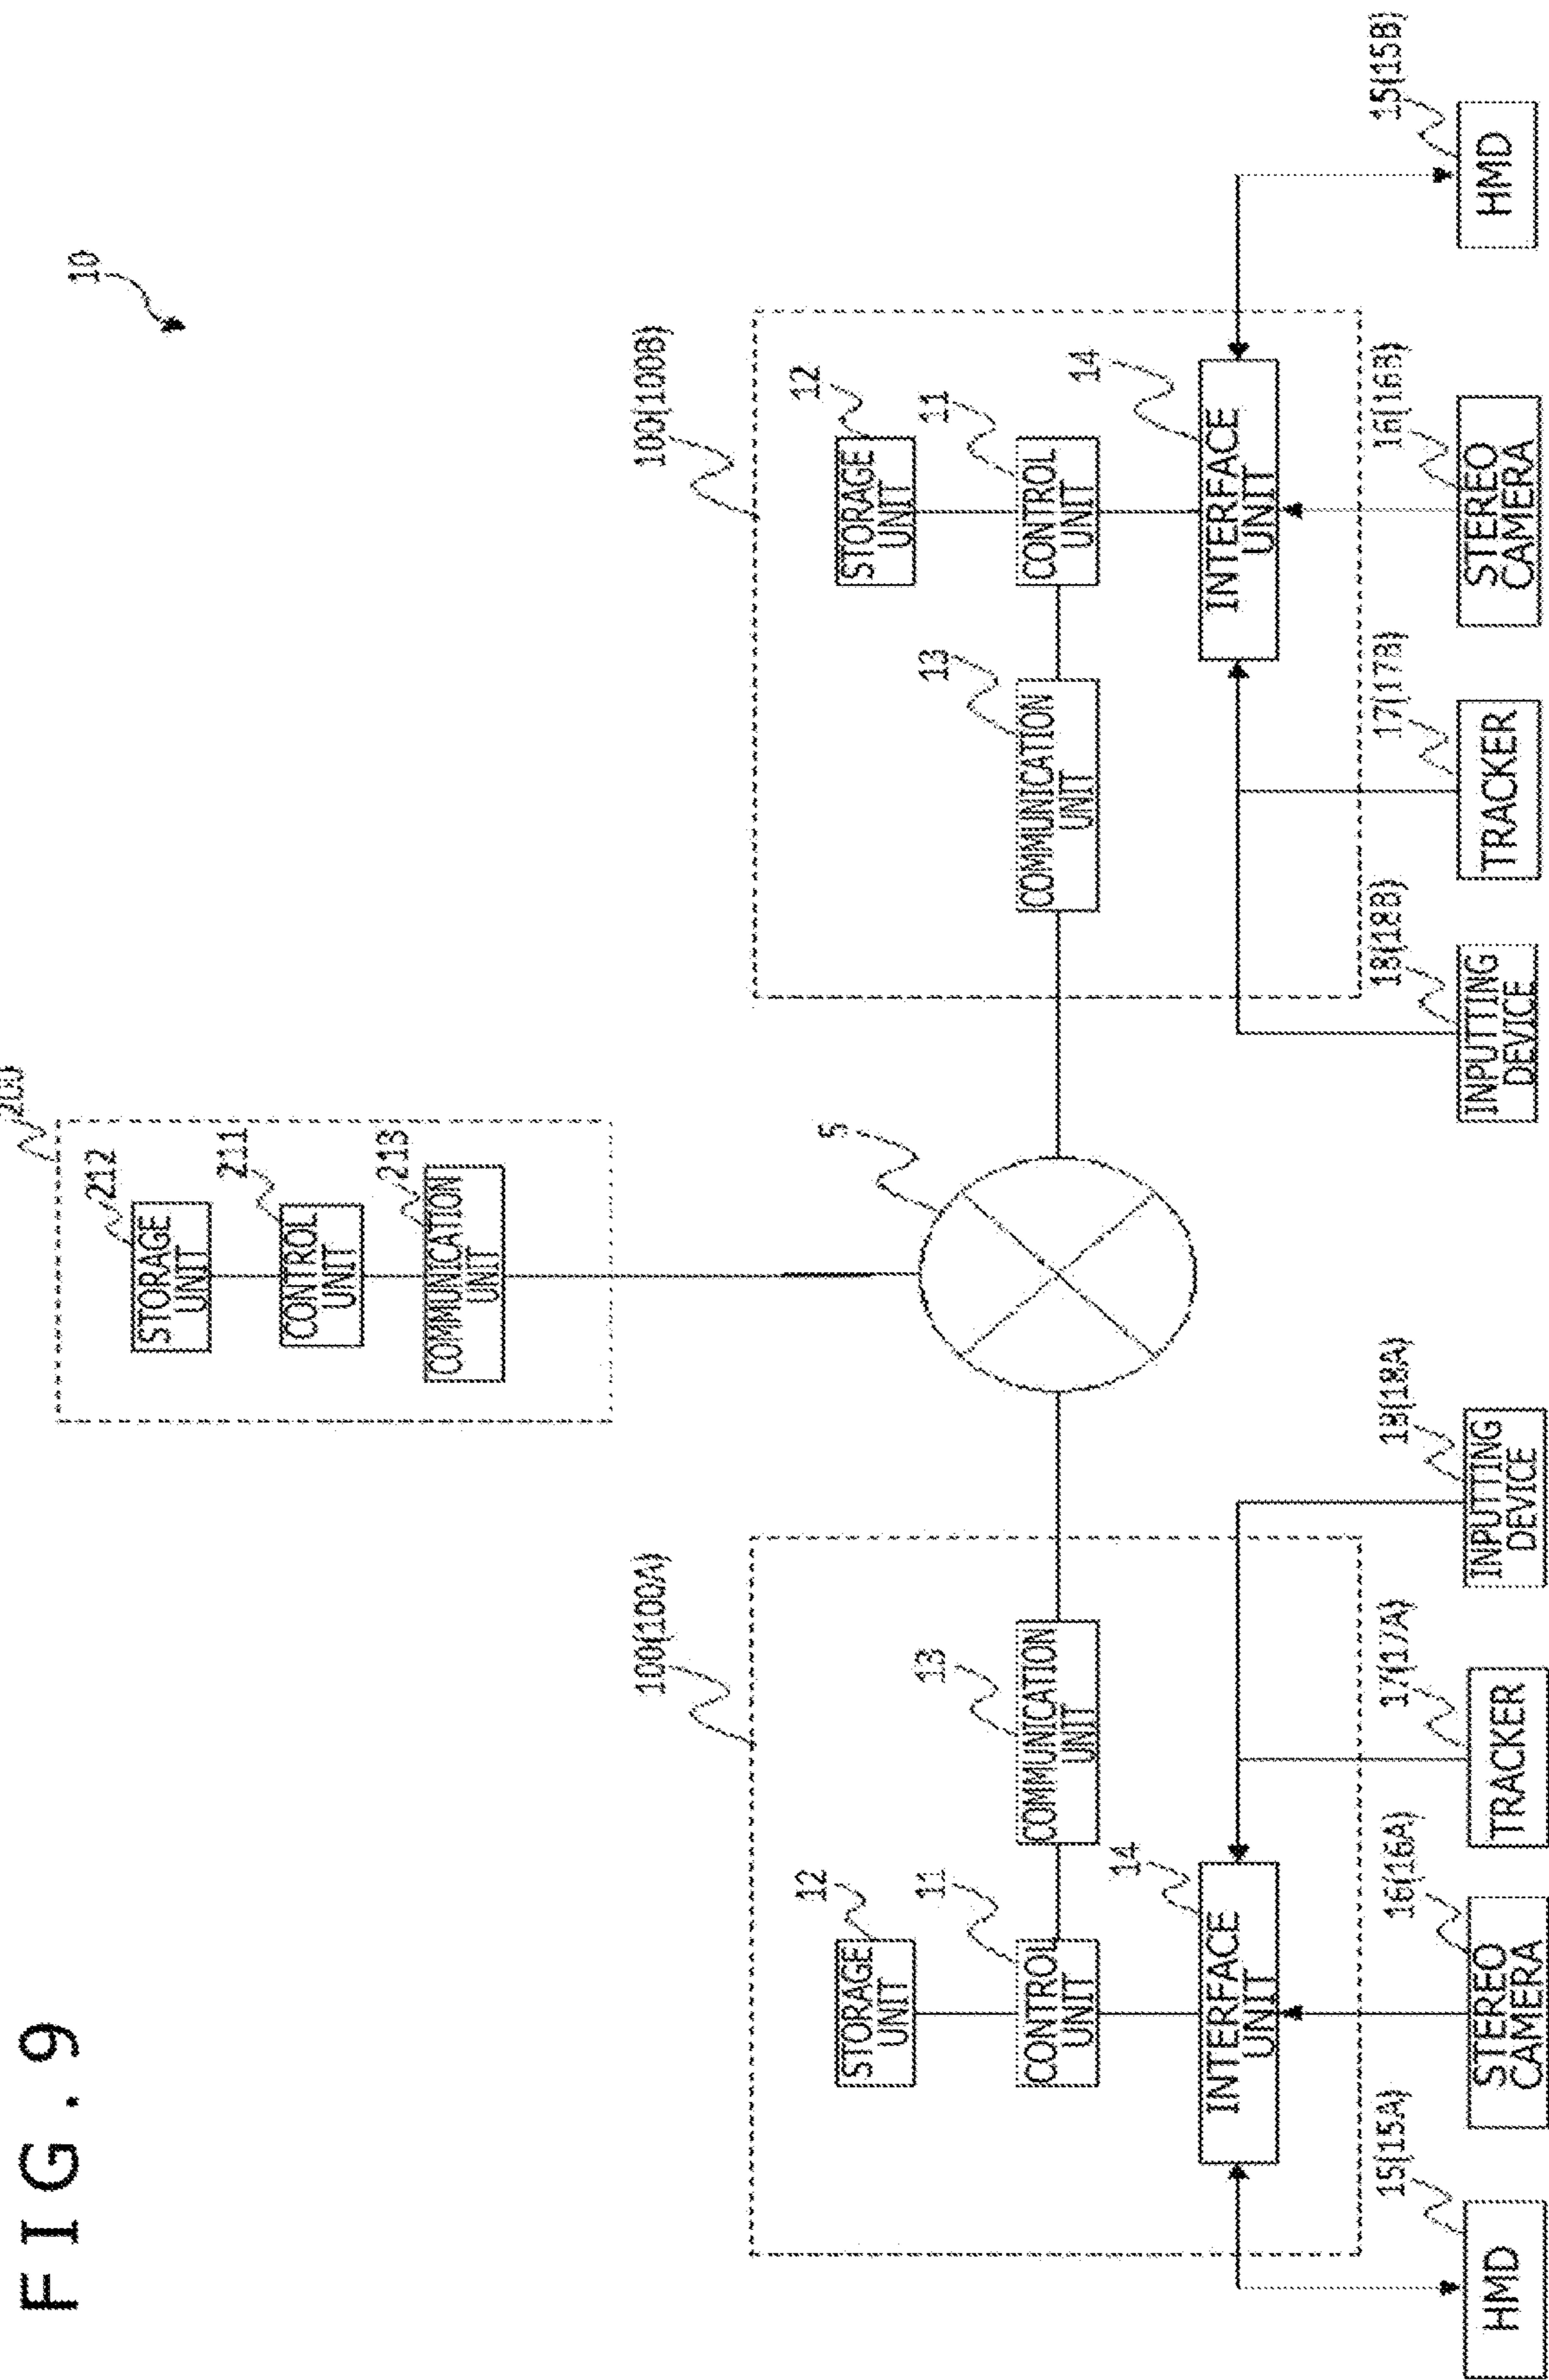 FIG.9
10
200
212
STORAGE
UNIT
211
CONTROL
UNIT
213
COMMUNICATION
UNIT
5
100(100A)
12
STORAGE
UNIT
11
CONTROL
UNIT
13
COMMUNICATION
UNIT
14
INTERFACE
UNIT
15(15A)
HMD
16(16A)
STEREO
CAMERA
17(17A)
TRACKER
18(18A)
INPUTTING
DEVICE
100(100B)
12
STORAGE
UNIT
11
CONTROL
UNIT
13
COMMUNICATION
UNIT
14
INTERFACE
UNIT
18(18B)
INPUTTING
DEVICE
17(17B)
TRACKER
16(16B)
STEREO
CAMERA
15(15B)
HMD